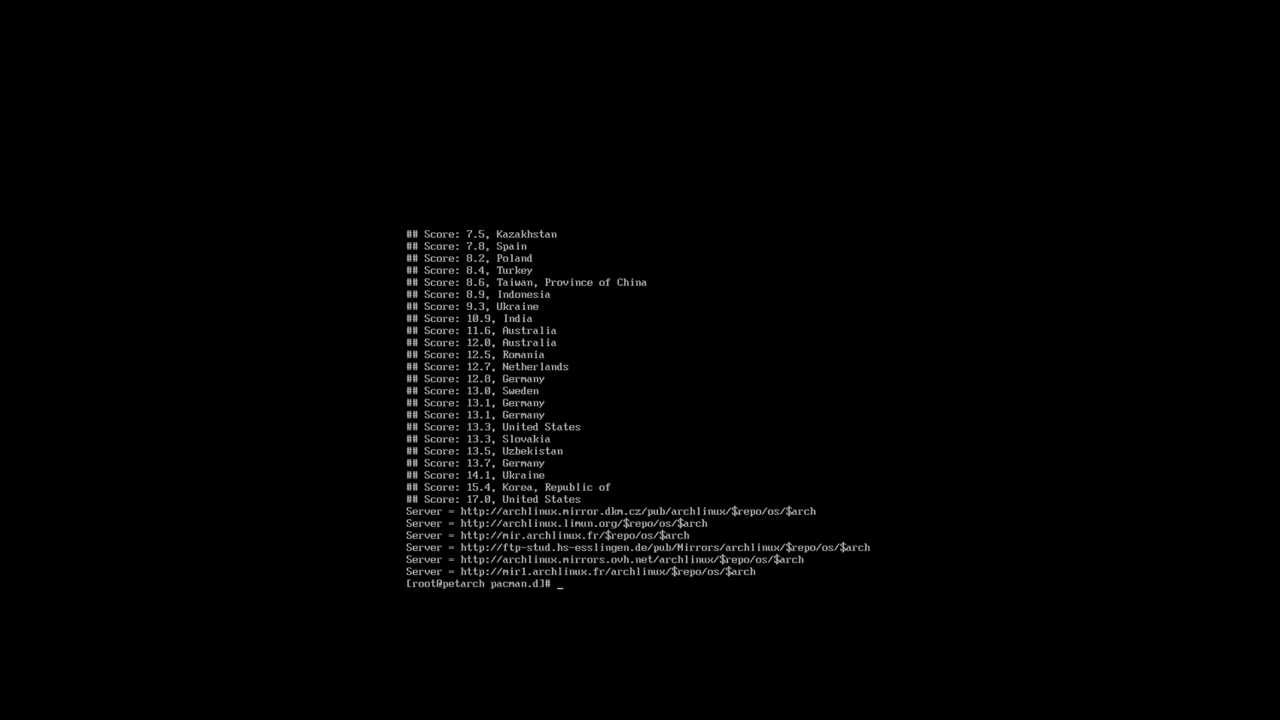 ## Score: 7.5, Kazakhstan
## Score: 7.8, Spain
## Score: 8.2, Poland
## Score: 8.4, Turkey
## Score: 8.6, Taiwan, Province of China
## Score: 8.9, Indonesia
## Score: 9.3, Ukraine
## Score: 10.9, India
## Score: 11.6, Australia
## Score: 12.0, Australia
## Score: 12.5, Romania
## Score: 12.7, Netherlands
## Score: 12.8, Germany
## Score: 13.0, Sweden
## Score: 13.1, Germany
## Score: 13.1, Germany
## Score: 13.3, United States
## Score: 13.3, Slovakia
## Score: 13.5, Uzbekistan
## Score: 13.7, Germany
## Score: 14.1, Ukraine
## Score: 15.4, Korea, Republic of
## Score: 17.0, United States
Server = http://archlinux.mirror.dkm.cz/pub/archlinux/$repo/os/$arch
Server = http://archlinux.limun.org/$repo/os/$arch
Server = http://mir.archlinux.fr/$repo/os/$arch
Server = http://ftp-stud.hs-esslingen.de/pub/Mirrors/archlinux/$repo/os/$arch
Server = http://archlinux.mirrors.ovh.net/archlinux/$repo/os/$arch
Server = http://mir1.archlinux.fr/archlinux/$repo/os/$arch
[root@petarch pacman.d]# _